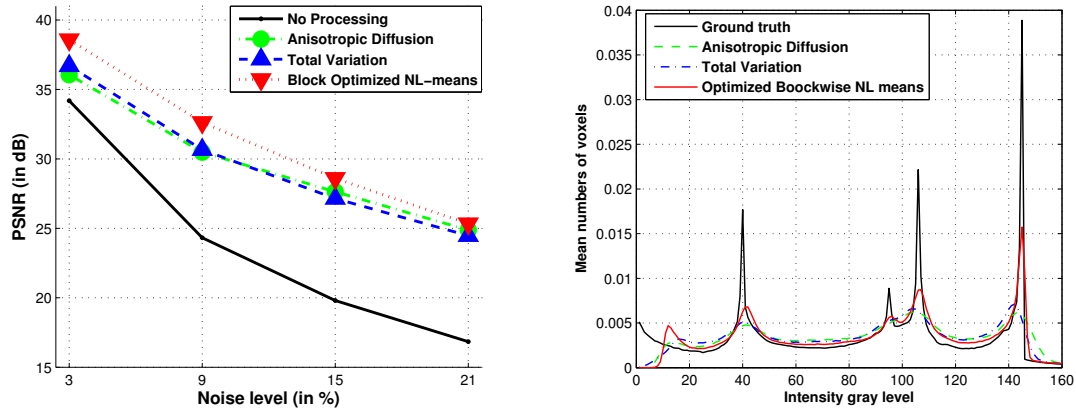 No Processing
Anisotropic Diffusion
Total Variation
Block Optimized NL-means
40
35
30
25
20
15
PSNR (in dB)
3 9 15 21
Noise level (in %)
Ground truth
Anisotropic Diffusion
Total Variation
Optimized Boockwise NL means
0.04
0.035
0.03
0.025
0.02
0.015
0.01
0.005
0
Mean numbers of voxels
0 20 40 60 80 100 120 140 160
Intensity gray level